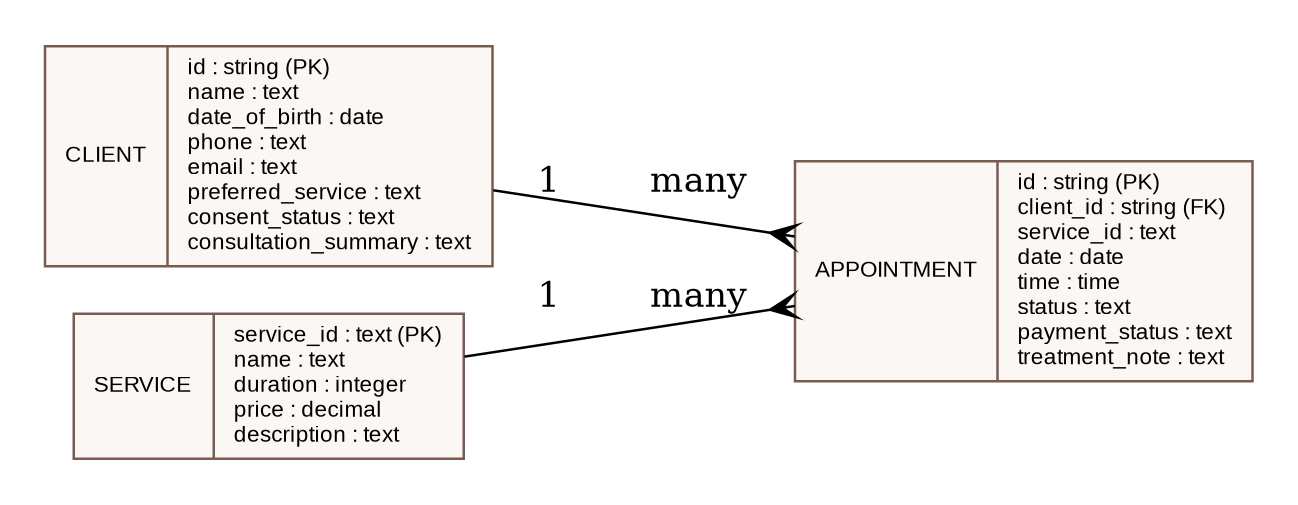 CLIENT
id : string (PK)
name : text
date_of_birth : date
phone : text
email : text
preferred_service : text
consent_status : text
consultation_summary : text
1
many
SERVICE
service_id : text (PK)
name : text
duration : integer
price : decimal
description : text
1
many
APPOINTMENT
id : string (PK)
client_id : string (FK)
service_id : text
date : date
time : time
status : text
payment_status : text
treatment_note : text